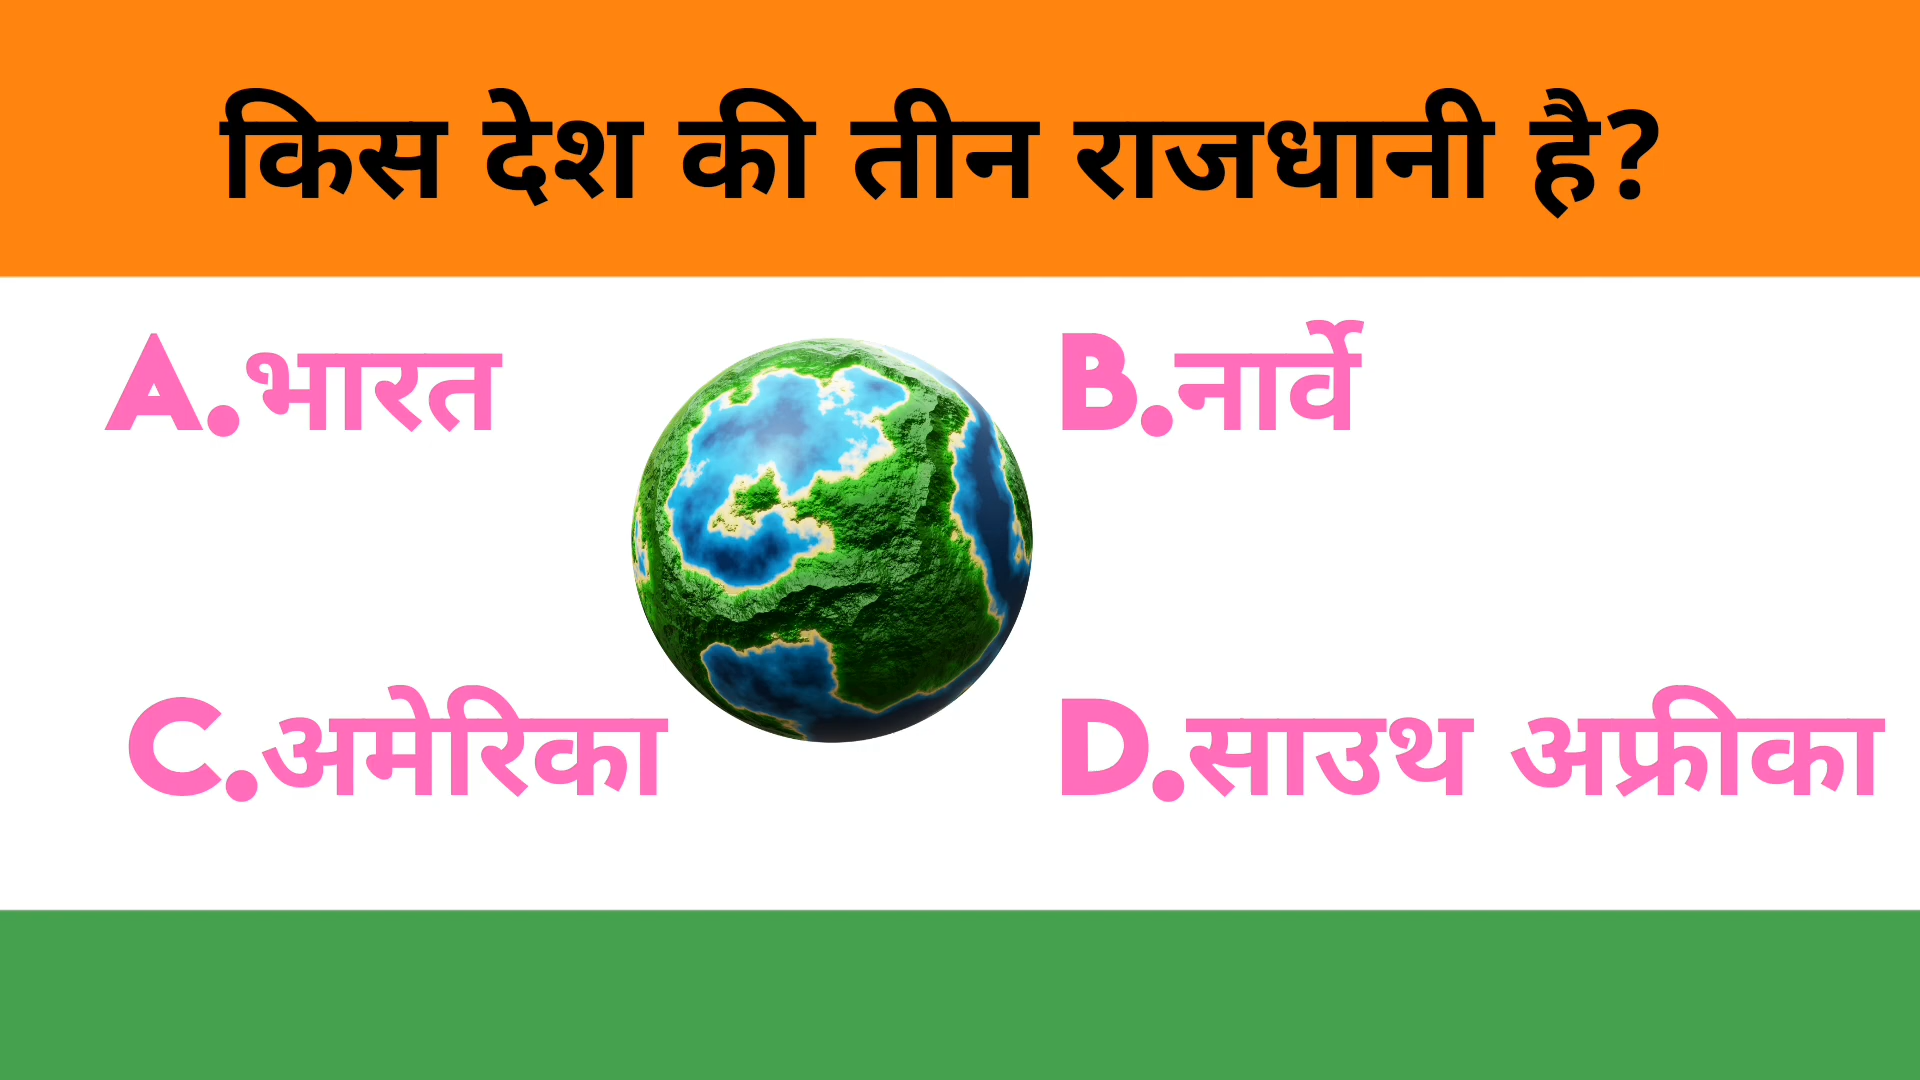 किस देश की तीन राजधानी है?
A.भारत
B.नार्वे
C.अमेरिका
D.साउथ अफ्रीका